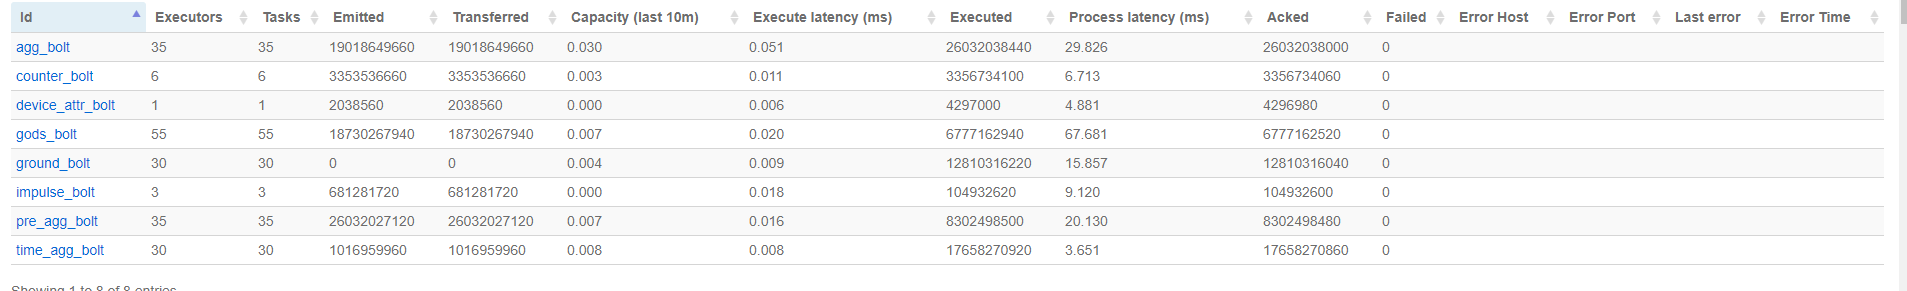 Id Executors Tasks Emitted Transferred Capacity (last 10m) Execute latency (ms) Executed Process latency (ms) Acked Failed Error Host Error Port Last error Error Time
agg_bolt 35 35 19018649660 19018649660 0.030 0.051 26032038440 29.826 26032038000 0
counter_bolt 6 6 3353536660 3353536660 0.003 0.011 3356734100 6.713 3356734060 0
device_attr_bolt 1 1 2038560 2038560 0.000 0.006 4297000 4.881 4296980 0
gods_bolt 55 55 18730267940 18730267940 0.007 0.020 6777162940 67.681 6777162520 0
ground_bolt 30 30 0 0 0.004 0.009 12810316220 15.857 12810316040 0
impulse_bolt 3 3 681281720 681281720 0.000 0.018 104932620 9.120 104932600 0
pre_agg_bolt 35 35 26032027120 26032027120 0.007 0.016 8302498500 20.130 8302498480 0
time_agg_bolt 30 30 1016959960 1016959960 0.008 0.008 17658270920 3.651 17658270860 0
Showing 1 to 8 of 8 entries